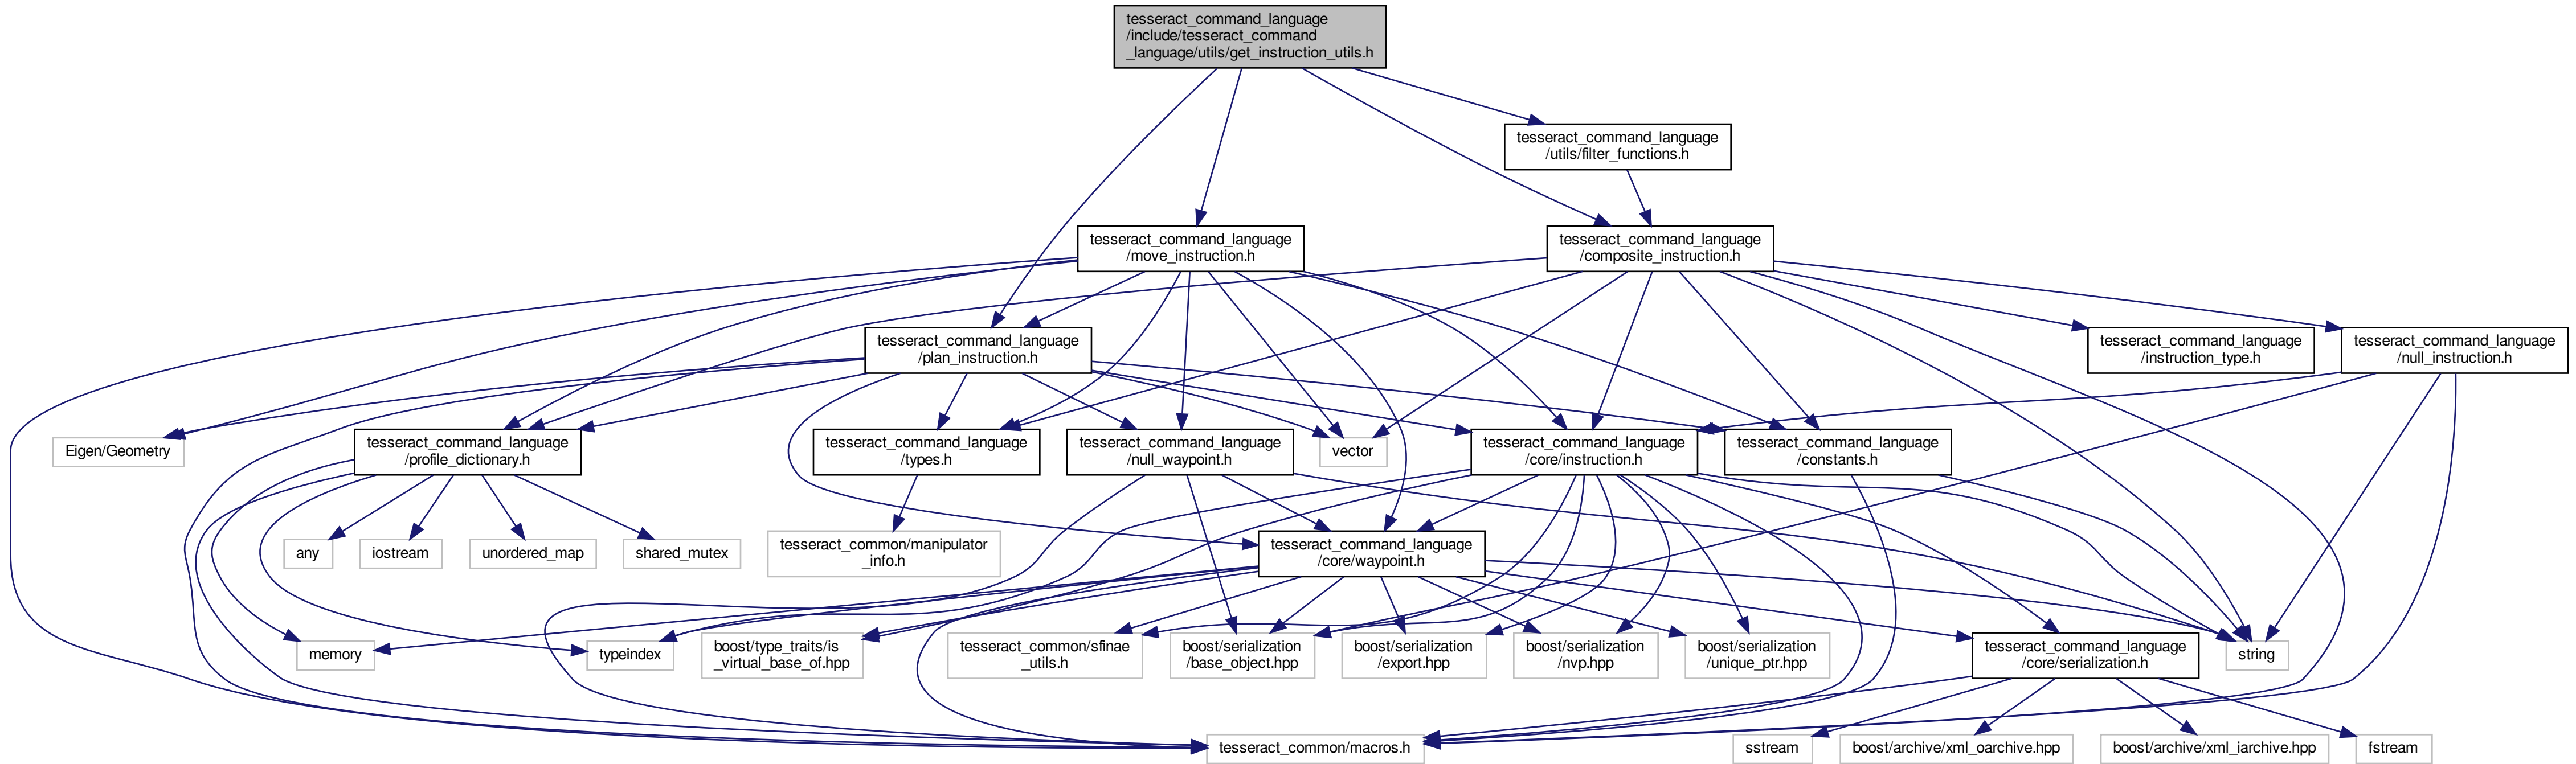 tesseract_command_language
/include/tesseract_command
_language/utils/get_instruction_utils.h
tesseract_command_language
/utils/filter_functions.h
tesseract_command_language
/move_instruction.h
tesseract_command_language
/composite_instruction.h
tesseract_command_language
/plan_instruction.h
tesseract_command_language
/instruction_type.h
tesseract_command_language
/null_instruction.h
Eigen/Geometry
tesseract_command_language
/profile_dictionary.h
tesseract_command_language
/types.h
tesseract_command_language
/null_waypoint.h
vector
tesseract_command_language
/core/instruction.h
tesseract_command_language
/constants.h
any
iostream
unordered_map
shared_mutex
tesseract_common/manipulator
_info.h
tesseract_command_language
/core/waypoint.h
memory
typeindex
boost/type_traits/is
_virtual_base_of.hpp
tesseract_common/sfinae
_utils.h
boost/serialization
/base_object.hpp
boost/serialization
/export.hpp
boost/serialization
/nvp.hpp
boost/serialization
/unique_ptr.hpp
tesseract_command_language
/core/serialization.h
string
tesseract_common/macros.h
sstream
boost/archive/xml_oarchive.hpp
boost/archive/xml_iarchive.hpp
fstream